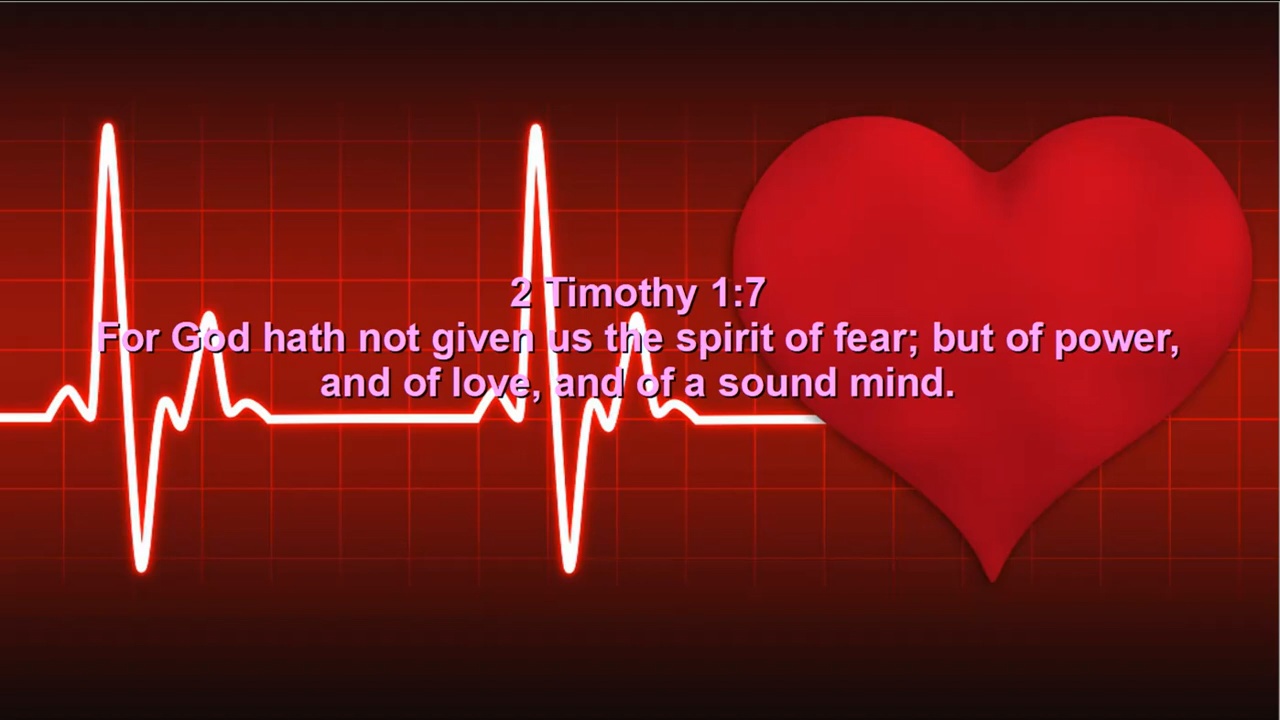 2 Timothy 1:7
For God hath not given us the spirit of fear; but of power,
and of love, and of a sound mind.